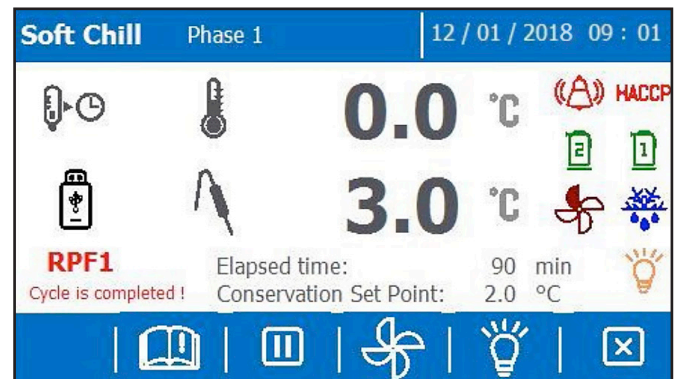 Soft Chill Phase 1 12 / 01 / 2018 09 : 01
0.0 °C HACCP
2 1
3.0 °C
RPF1 Elapsed time: 90 min
Cycle is completed ! Conservation Set Point: 2.0 °C